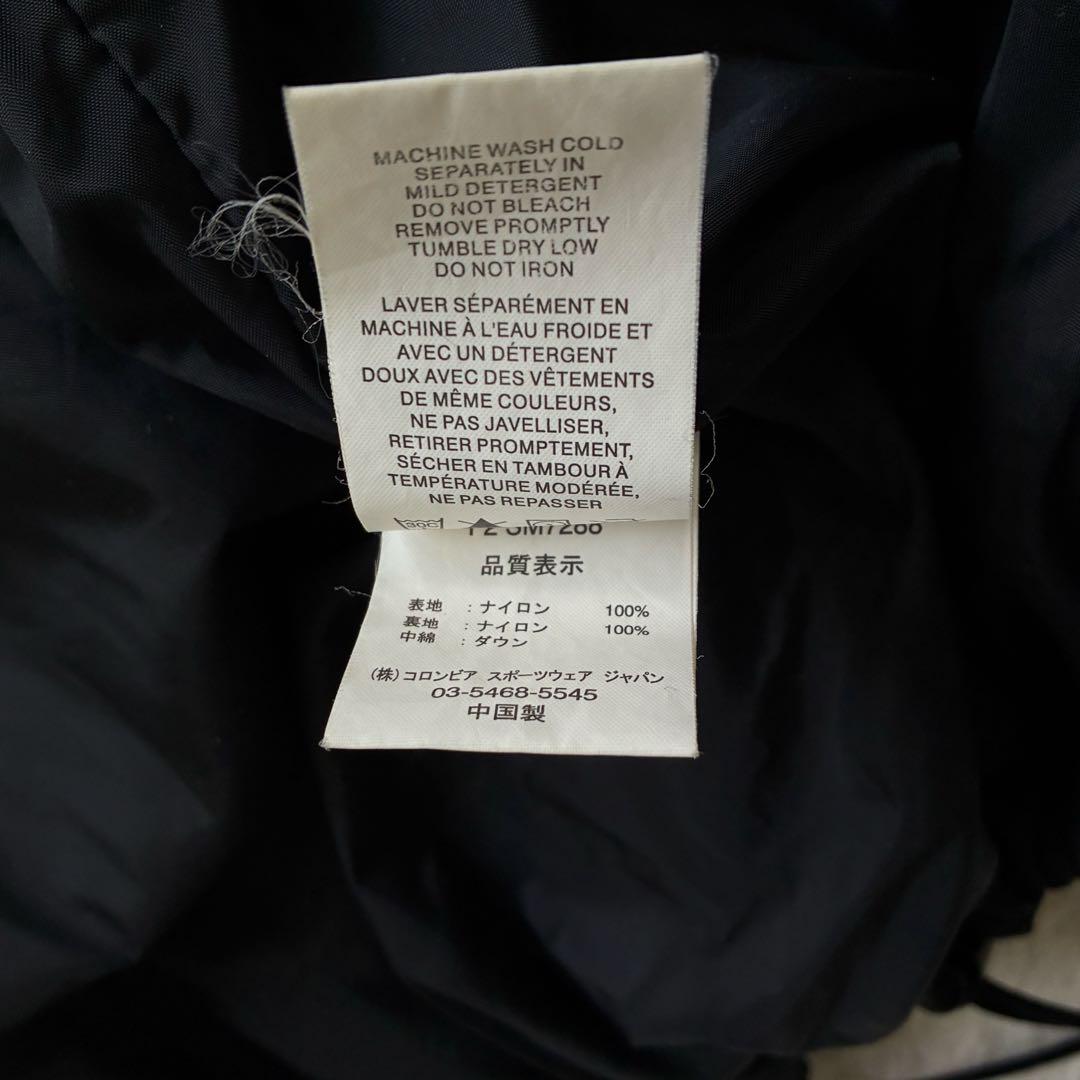 MACHINE WASH COLD
SEPARATELY IN
MILD DETERGENT
DO NOT BLEACH
REMOVE PROMPTLY
TUMBLE DRY LOW
DO NOT IRON
LAVER SÉPARÉMENT EN
MACHINE À L'EAU FROIDE ET
AVEC UN DÉTERGENT
DOUX AVEC DES VÊTEMENTS
DE MÊME COULEURS,
NE PAS JAVELLISER,
RETIRER PROMPTEMENT,
SÉCHER EN TAMBOUR À
TEMPÉRATURE MODÉRÉE,
NE PAS REPASSER
品質表示
表地 : ナイロン 100%
裏地 : ナイロン 100%
中綿 : ダウン
(株)コロンビア スポーツウェア ジャパン
03-5468-5545
中国製